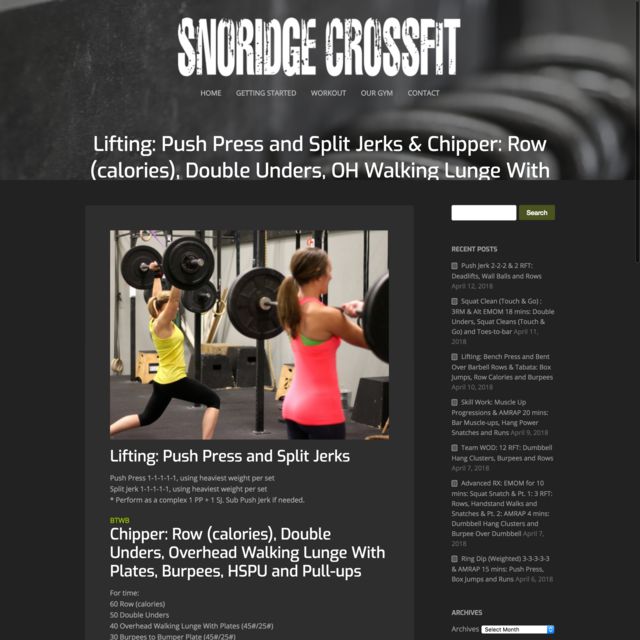 SNORIDGE CROSSFIT
HOME GETTING STARTED WORKOUT OUR GYM CONTACT
Lifting: Push Press and Split Jerks & Chipper: Row
(calories), Double Unders, OH Walking Lunge With
Lifting: Push Press and Split Jerks
Push Press 1-1-1-1-1, using heaviest weight per set
Split Jerk 1-1-1-1-1, using heaviest weight per set
* Perform as a complex 1 PP + 1 SJ. Sub Push Jerk if needed.
BTWB
Chipper: Row (calories), Double
Unders, Overhead Walking Lunge With
Plates, Burpees, HSPU and Pull-ups
For time:
60 Row (calories)
50 Double Unders
40 Overhead Walking Lunge With Plates (45#/25#)
30 Burpees to Bumper Plate (45#/25#)
Search
RECENT POSTS
Push Jerk 2-2-2 & 2 RFT:
Deadlifts, Wall Balls and Rows
April 12, 2018
Squat Clean (Touch & Go) :
3RM & Alt EMOM 18 mins: Double
Unders, Squat Cleans (Touch &
Go) and Toes-to-bar April 11,
2018
Lifting: Bench Press and Bent
Over Barbell Rows & Tabata: Box
Jumps, Row Calories and Burpees
April 10, 2018
Skill Work: Muscle Up
Progressions & AMRAP 20 mins:
Bar Muscle-ups, Hang Power
Snatches and Runs April 9, 2018
Team WOD: 12 RFT: Dumbbell
Hang Clusters, Burpees and Rows
April 7, 2018
Advanced RX: EMOM for 10
mins: Squat Snatch & Pt. 1: 3 RFT:
Rows, Handstand Walks and
Snatches & Pt. 2: AMRAP 4 mins:
Dumbbell Hang Clusters and
Burpee Over Dumbbell April 7,
2018
Ring Dip (Weighted) 3-3-3-3-3
& AMRAP 15 mins: Push Press,
Box Jumps and Runs April 6, 2018
ARCHIVES
Archives Select Month